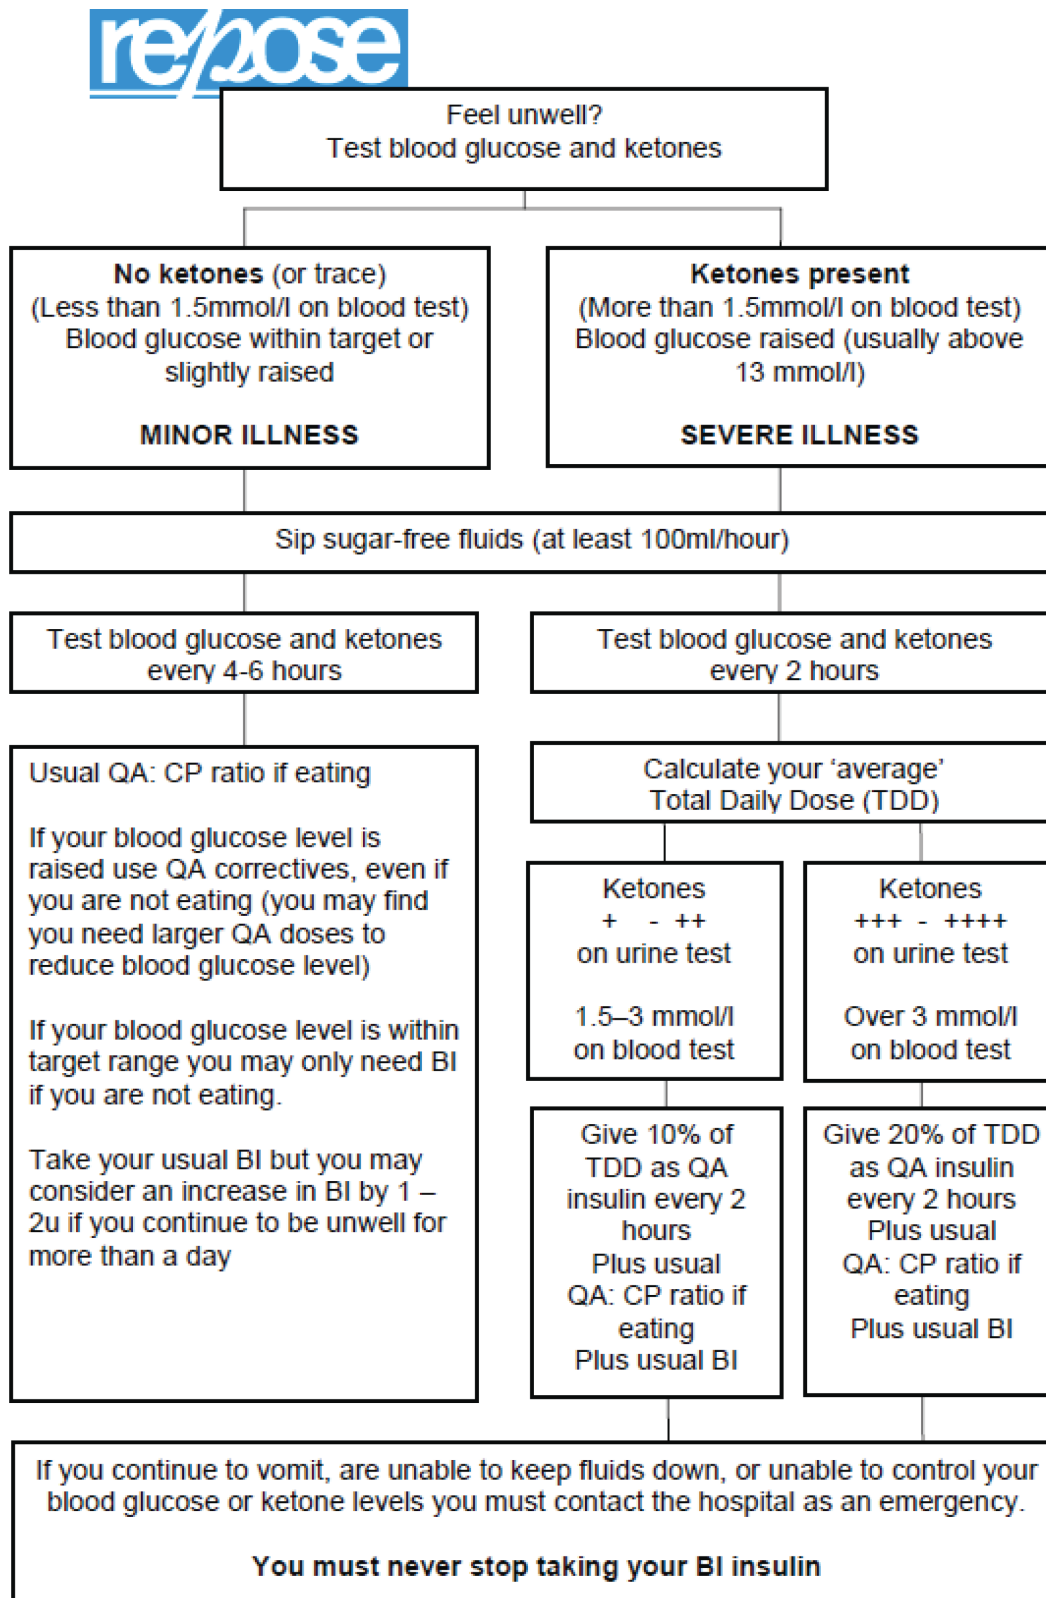 repose
Feel unwell?
Test blood glucose and ketones
No ketones (or trace)
(Less than 1.5mmol/l on blood test)
Blood glucose within target or
slightly raised
MINOR ILLNESS
Ketones present
(More than 1.5mmol/l on blood test)
Blood glucose raised (usually above
13 mmol/l)
SEVERE ILLNESS
Sip sugar-free fluids (at least 100ml/hour)
Test blood glucose and ketones
every 4-6 hours
Test blood glucose and ketones
every 2 hours
Usual QA: CP ratio if eating
If your blood glucose level is
raised use QA correctives, even if
you are not eating (you may find
you need larger QA doses to
reduce blood glucose level)
If your blood glucose level is within
target range you may only need BI
if you are not eating.
Take your usual BI but you may
consider an increase in BI by 1 –
2u if you continue to be unwell for
more than a day
Calculate your ‘average’
Total Daily Dose (TDD)
Ketones
+ - ++
on urine test
1.5–3 mmol/l
on blood test
Ketones
+++ - ++++
on urine test
Over 3 mmol/l
on blood test
Give 10% of
TDD as QA
insulin every 2
hours
Plus usual
QA: CP ratio if
eating
Plus usual BI
Give 20% of TDD
as QA insulin
every 2 hours
Plus usual
QA: CP ratio if
eating
Plus usual BI
If you continue to vomit, are unable to keep fluids down, or unable to control your
blood glucose or ketone levels you must contact the hospital as an emergency.
You must never stop taking your BI insulin